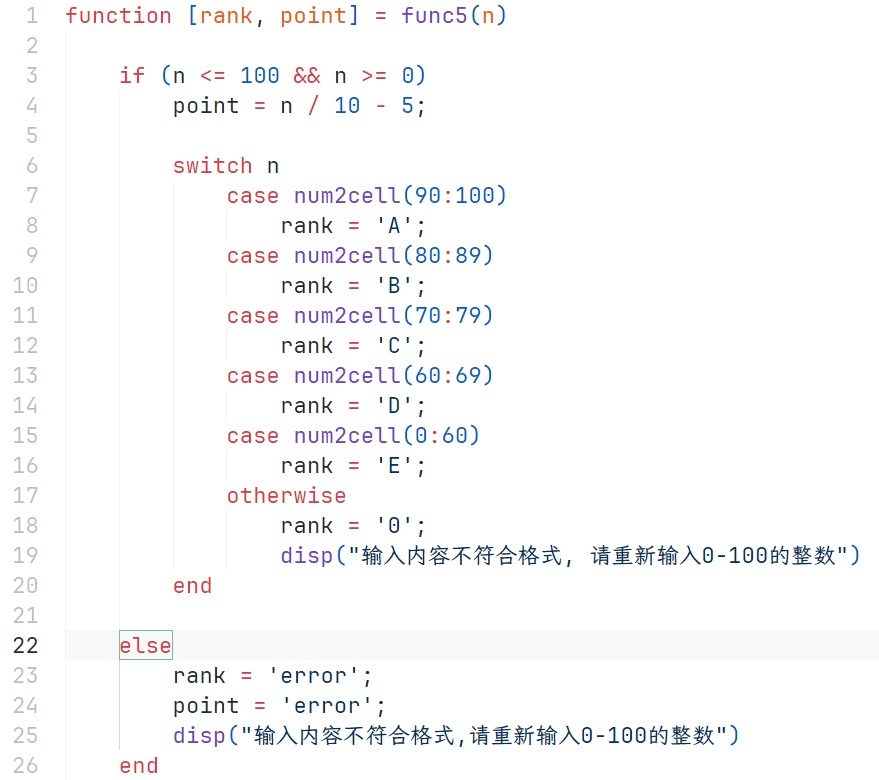 1 function [rank, point] = func5(n)
2
3 if (n <= 100 && n >= 0)
4 point = n / 10 - 5;
5
6 switch n
7 case num2cell(90:100)
8 rank = 'A';
9 case num2cell(80:89)
10 rank = 'B';
11 case num2cell(70:79)
12 rank = 'C';
13 case num2cell(60:69)
14 rank = 'D';
15 case num2cell(0:60)
16 rank = 'E';
17 otherwise
18 rank = '0';
19 disp("输入内容不符合格式, 请重新输入0-100的整数")
20 end
21
22 else
23 rank = 'error';
24 point = 'error';
25 disp("输入内容不符合格式,请重新输入0-100的整数")
26 end